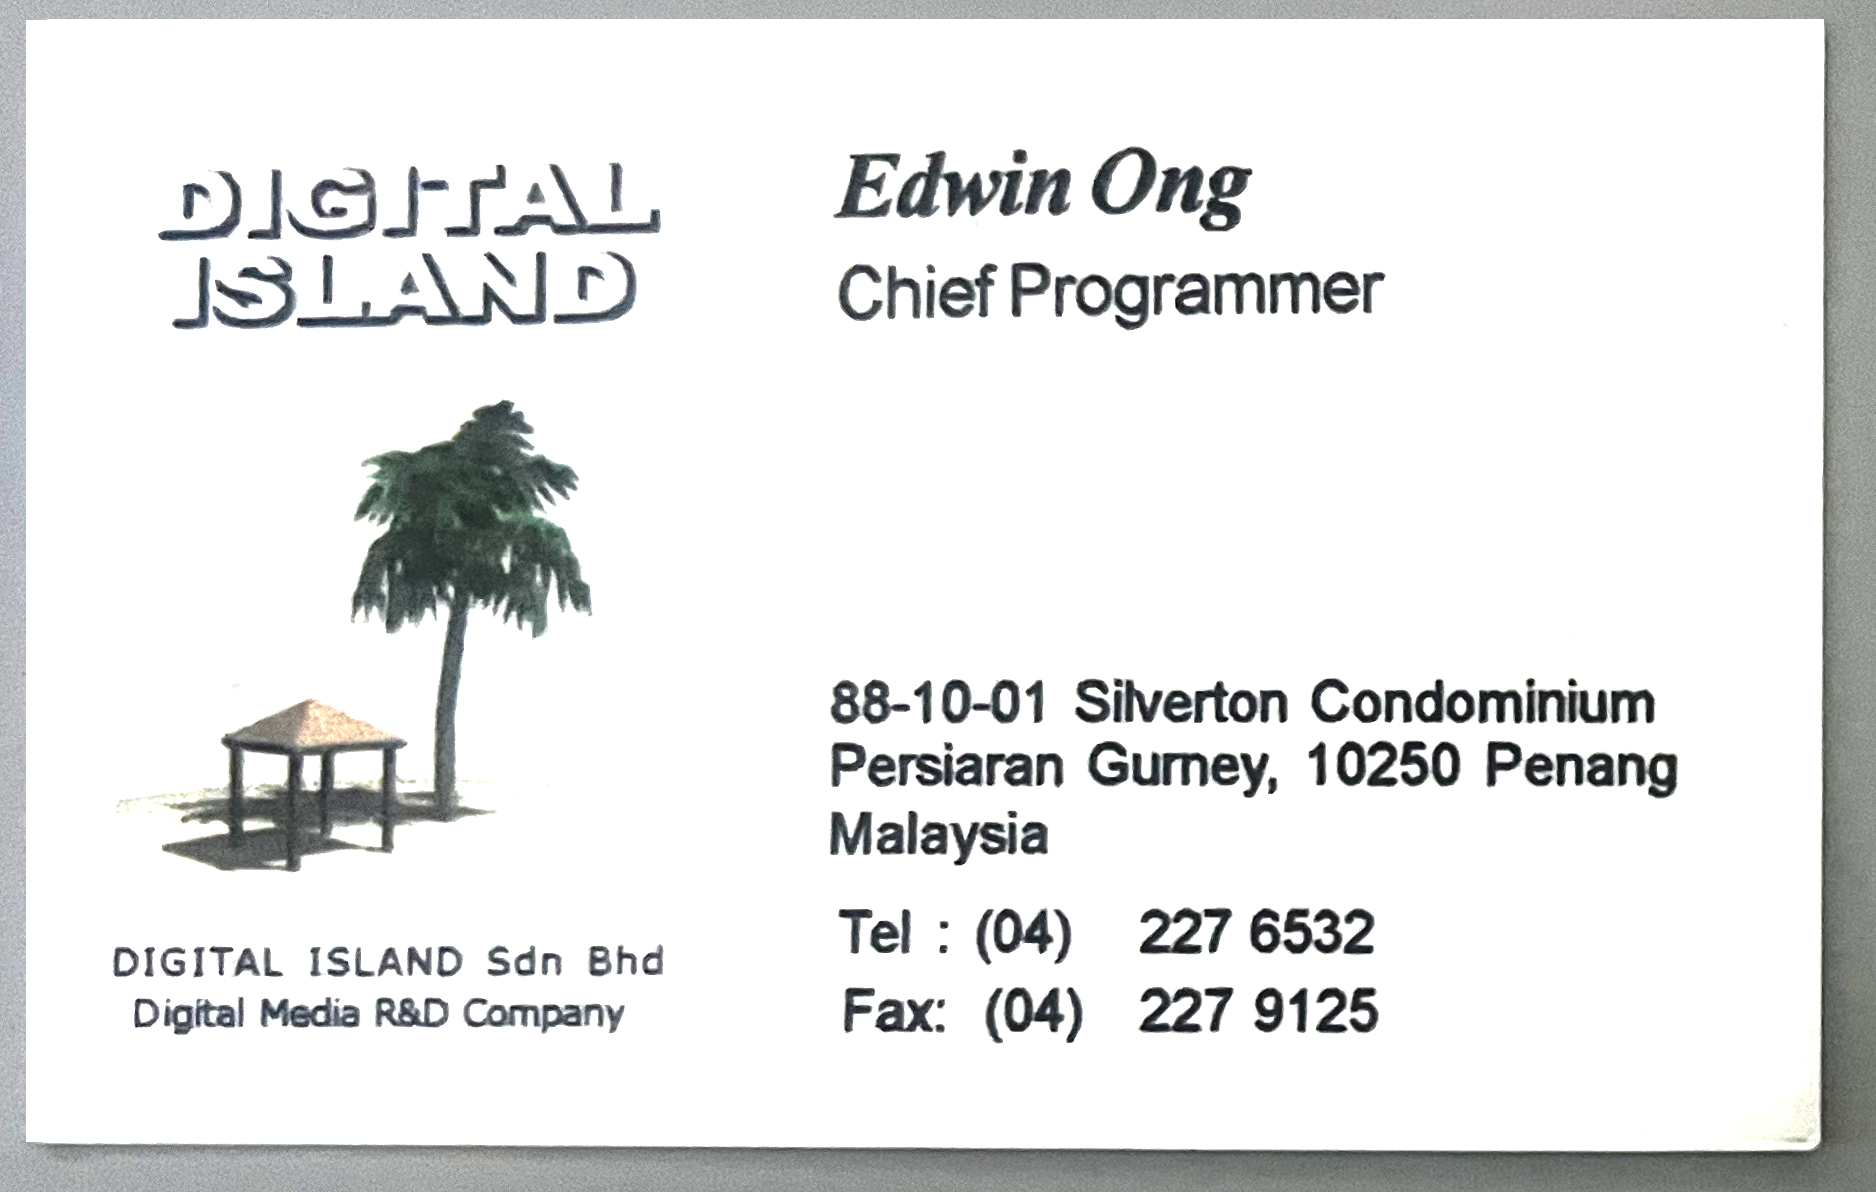 DIGITAL
ISLAND
Edwin Ong
Chief Programmer
88-10-01 Silverton Condominium
Persiaran Gurney, 10250 Penang
Malaysia
Tel : (04) 227 6532
Fax: (04) 227 9125
DIGITAL ISLAND Sdn Bhd
Digital Media R&D Company